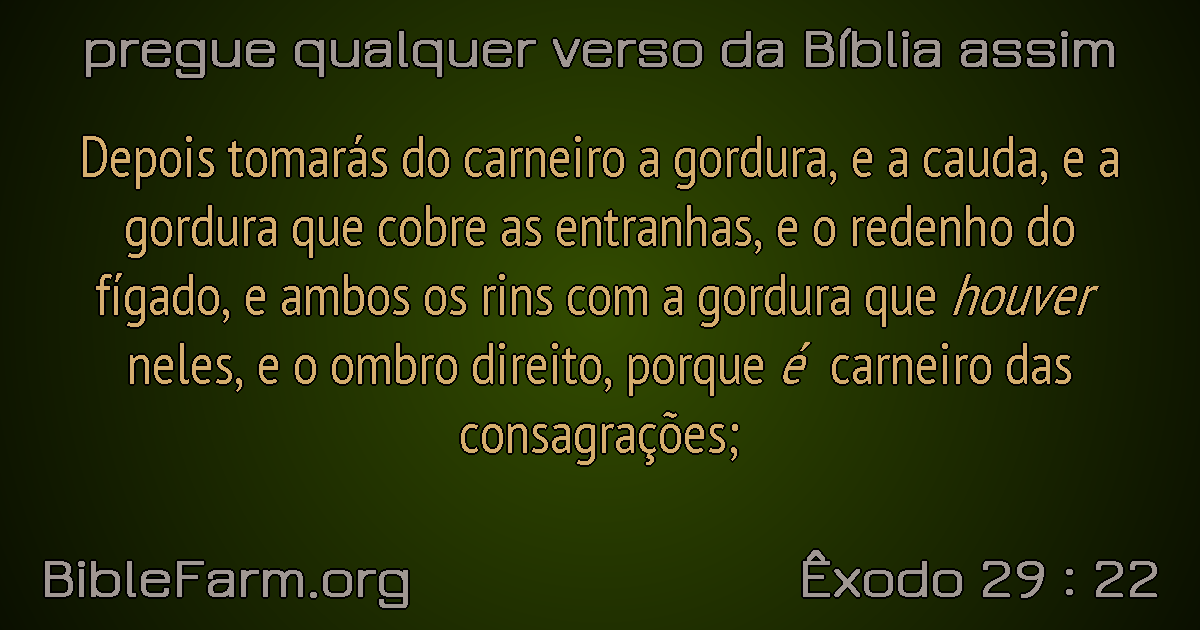 pregue qualquer verso da Bíblia assim
Depois tomarás do carneiro a gordura, e a cauda, e a
gordura que cobre as entranhas, e o redenho do
fígado, e ambos os rins com a gordura que houver
neles, e o ombro direito, porque é carneiro das
consagrações;
BibleFarm.org
Êxodo 29 : 22